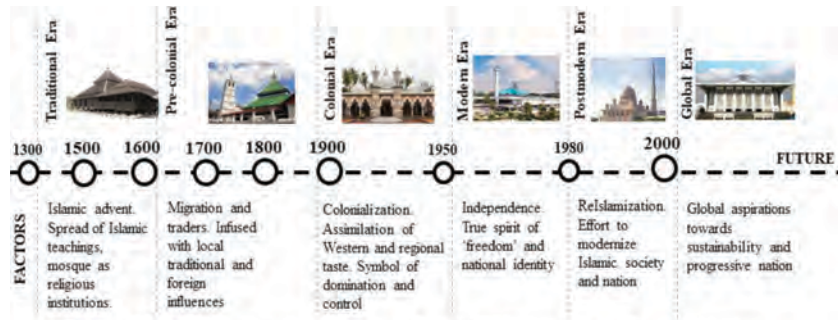 Traditional Era
Pre-colonial Era
Colonial Era
Modern Era
Postmodern Era
Global Era
1300
1500
1600
1700
1800
1900
1950
1980
2000
FUTURE
FACTORS
Islamic advent.
Spread of Islamic
teachings,
mosque as
religious
institutions.
Migration and
traders. Infused
with local
traditional and
foreign
influences
Colonialization.
Assimilation of
Western and regional
taste. Symbol of
domination and
control
Independence.
True spirit of
‘freedom’ and
national identity
ReIslamization.
Effort to
modernize
Islamic society
and nation
Global aspirations
towards
sustainability and
progressive nation